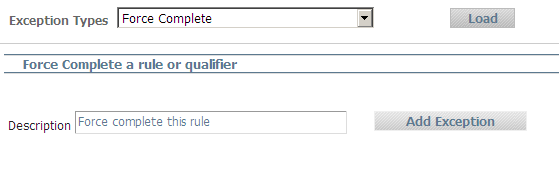 Exception Types Force Complete Load
Force Complete a rule or qualifier
Description Force complete this rule Add Exception